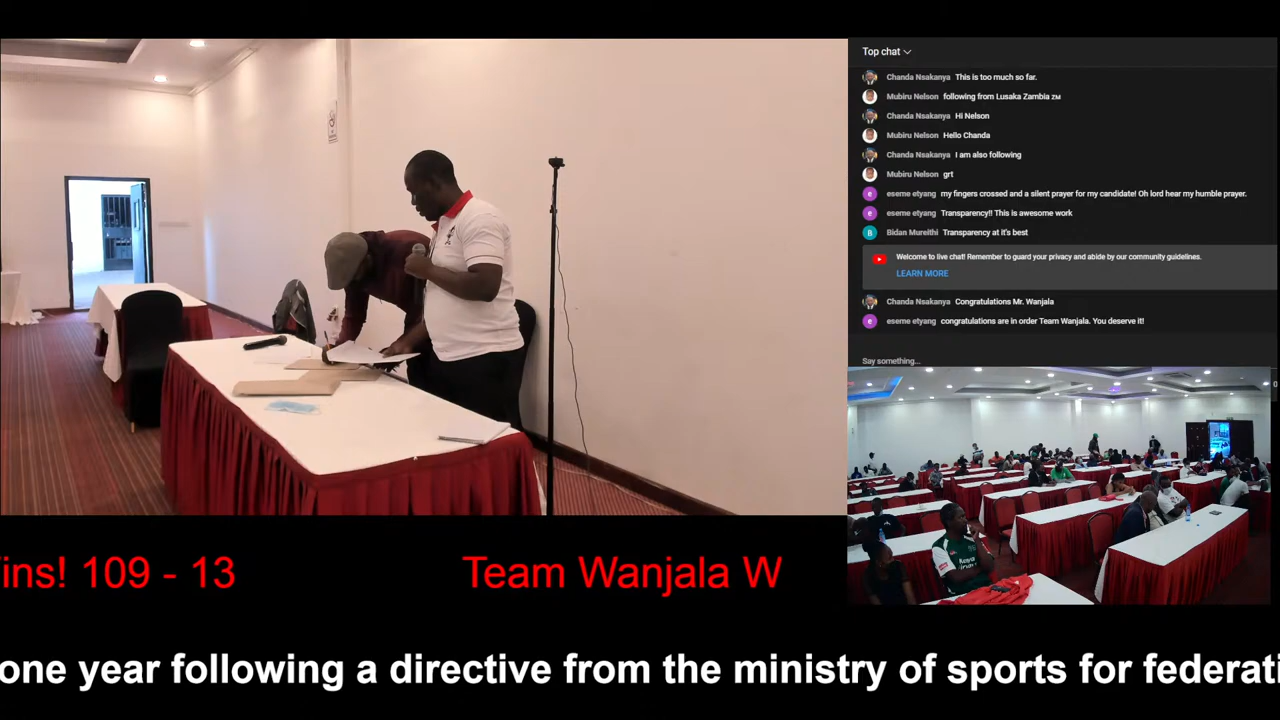 Top chat
Chanda Nsakanya This is too much so far.
Mubiru Nelson following from Lusaka Zambia ZM
Chanda Nsakanya Hi Nelson
Mubiru Nelson Hello Chanda
Chanda Nsakanya I am also following
Mubiru Nelson grt
e eseme etyang my fingers crossed and a silent prayer for my candidate! Oh lord hear my humble prayer.
e eseme etyang Transparency!! This is awesome work
B Bidan Mureithi Transparency at it's best
Welcome to live chat! Remember to guard your privacy and abide by our community guidelines.
LEARN MORE
Chanda Nsakanya Congratulations Mr. Wanjala
e eseme etyang congratulations are in order Team Wanjala. You deserve it!
Say something...
ins! 109 - 13 Team Wanjala W
one year following a directive from the ministry of sports for federati